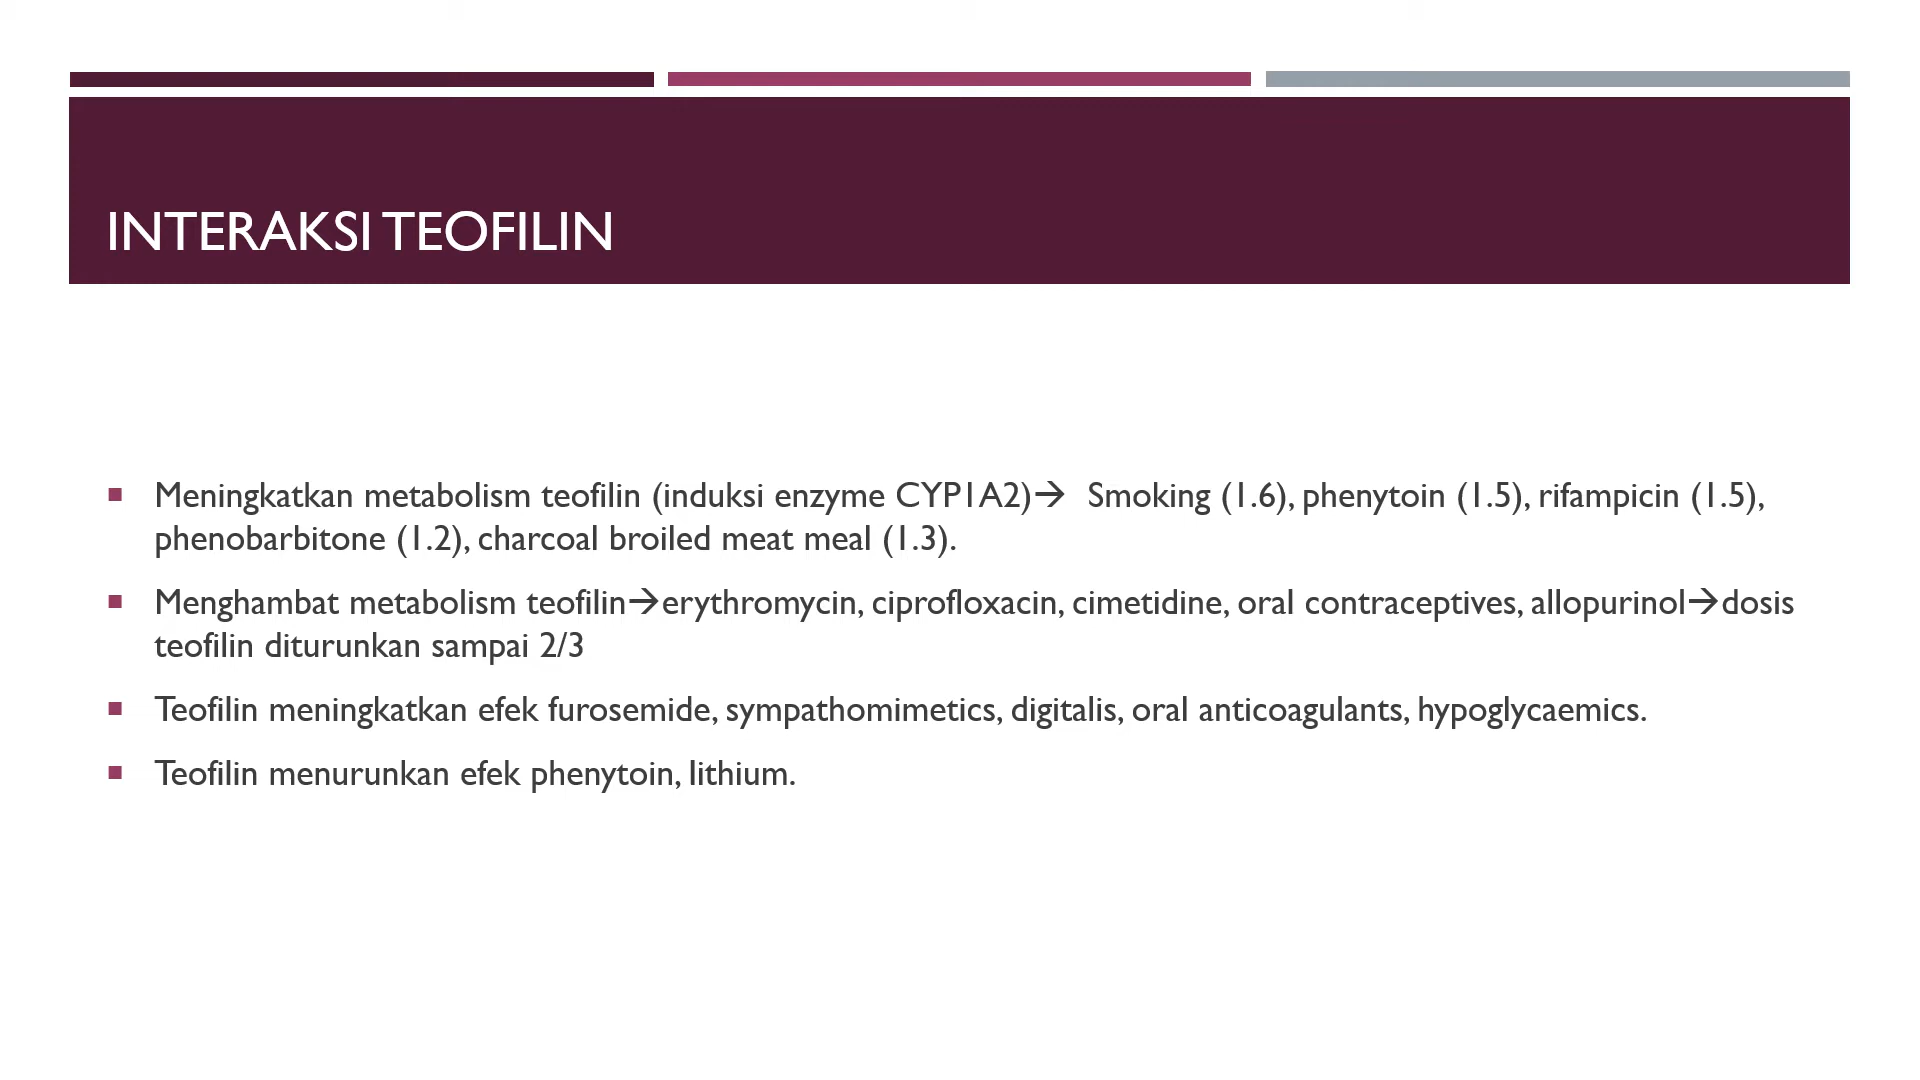 INTERAKSI TEOFILIN
Meningkatkan metabolism teofilin (induksi enzyme CYP1A2)→ Smoking (1.6), phenytoin (1.5), rifampicin (1.5),
phenobarbitone (1.2), charcoal broiled meat meal (1.3).
Menghambat metabolism teofilin→erythromycin, ciprofloxacin, cimetidine, oral contraceptives, allopurinol→dosis
teofilin diturunkan sampai 2/3
Teofilin meningkatkan efek furosemide, sympathomimetics, digitalis, oral anticoagulants, hypoglycaemics.
Teofilin menurunkan efek phenytoin, lithium.